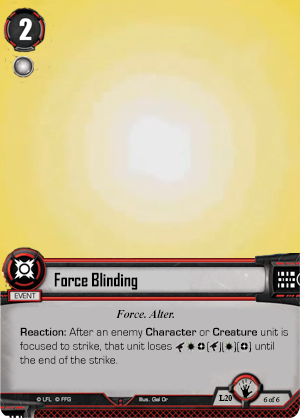 2
Force Blinding
EVENT
Force. Alter.
Reaction: After an enemy Character or Creature unit is
focused to strike, that unit loses ( )( )( ) until
the end of the strike.
© LFL © FFG
Illus. Gal Or
L20
6 of 6